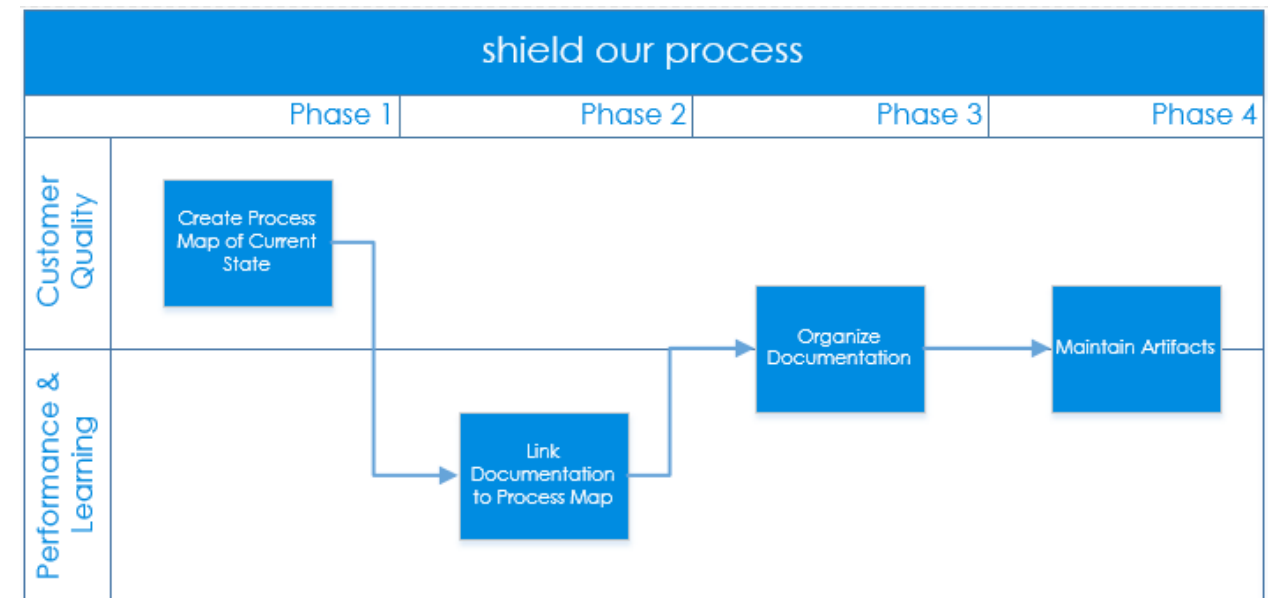 shield our process
Phase 1
Phase 2
Phase 3
Phase 4
Customer
Quality
Create Process
Map of Current
State
Organize
Documentation
Maintain Artifacts
Performance &
Learning
Link
Documentation
to Process Map